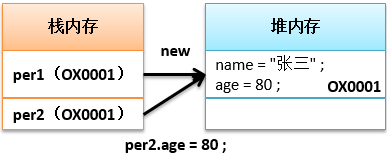 栈内存
堆内存
new
per1（OX0001）
name = "张三" ;
age = 80 ;
OX0001
per2（OX0001）
per2.age = 80 ;